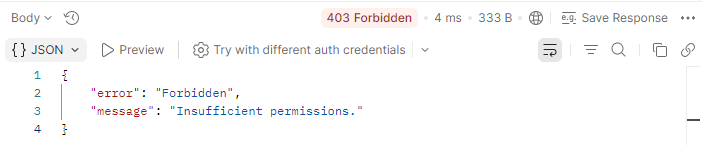 Body 403 Forbidden • 4 ms • 333 B • e.g. Save Response
{} JSON Preview Try with different auth credentials
1 {
2 "error": "Forbidden",
3 "message": "Insufficient permissions."
4 }